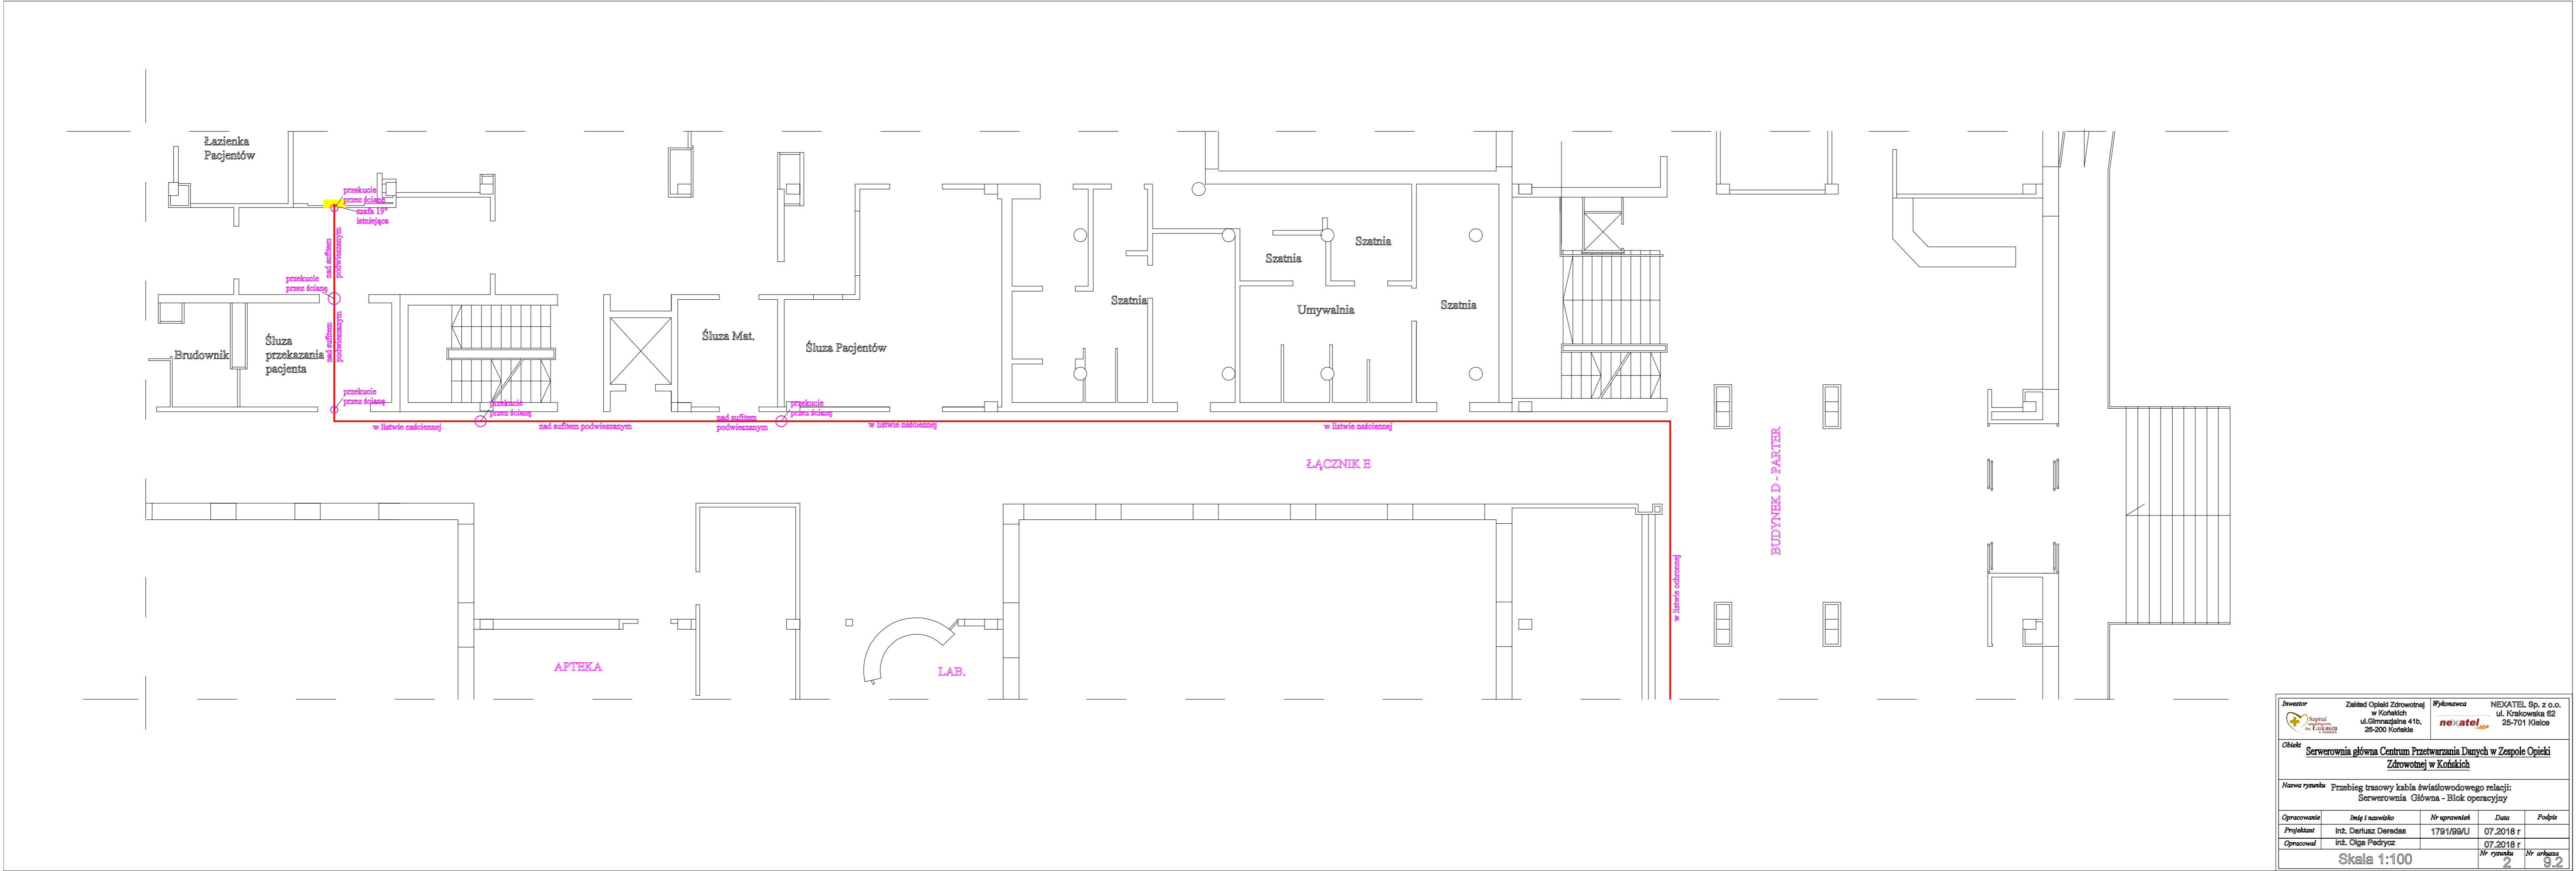 Łazienka
Pacjentów
przekucie
przez ścianę
szafa 19"
istniejąca
nad sufitem
podwieszanym
przekucie
przez ścianę
nad sufitem
podwieszanym
Brudownik
Śluza
przekazania
pacjenta
przekucie
przez ścianę
w listwie naściennej
przekucie
przez ścianę
nad sufitem podwieszanym
Śluza Mat.
Śluza Pacjentów
nad sufitem
podwieszanym
przekucie
przez ścianę
w listwie naściennej
Szatnia
Szatnia
Szatnia
Umywalnia
Szatnia
w listwie naściennej
ŁĄCZNIK E
BUDYNEK D - PARTER
w listwie ochronnej
APTEKA
LAB.
Inwestor
Szpital
św. Łukasza
w Końskich
Zakład Opieki Zdrowotnej
w Końskich
ul.Gimnazjalna 41b,
26-200 Końskie
Wykonawca
nexatel
NEXATEL Sp. z o.o.
ul. Krakowska 62
25-701 Kielce
Obiekt
Serwerownia główna Centrum Przetwarzania Danych w Zespole Opieki
Zdrowotnej w Końskich
Nazwa rysunku
Przebieg trasowy kabla światłowodowego relacji:
Serwerownia Główna - Blok operacyjny
Opracowanie Imię i nazwisko Nr uprawnień Data Podpis
Projektant inż. Dariusz Deredas 1791/99/U 07.2018 r
Opracował inż. Olga Pedrycz 07.2018 r
Skala 1:100
Nr rysunku
2
Nr arkusza
9.2